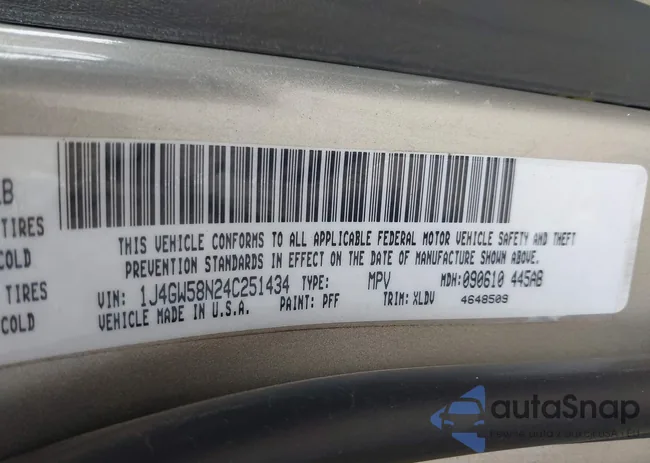 AB
TIRES
COLD
TIRES
COLD
THIS VEHICLE CONFORMS TO ALL APPLICABLE FEDERAL MOTOR VEHICLE SAFETY AND THEFT
PREVENTION STANDARDS IN EFFECT ON THE DATE OF MANUFACTURE SHOWN ABOVE.
VIN: 1J4GW58N24C251434 TYPE: MPV MDH: 090610 445AB
VEHICLE MADE IN U.S.A. PAINT: PFF TRIM: XLDV 4648509
autaSnap